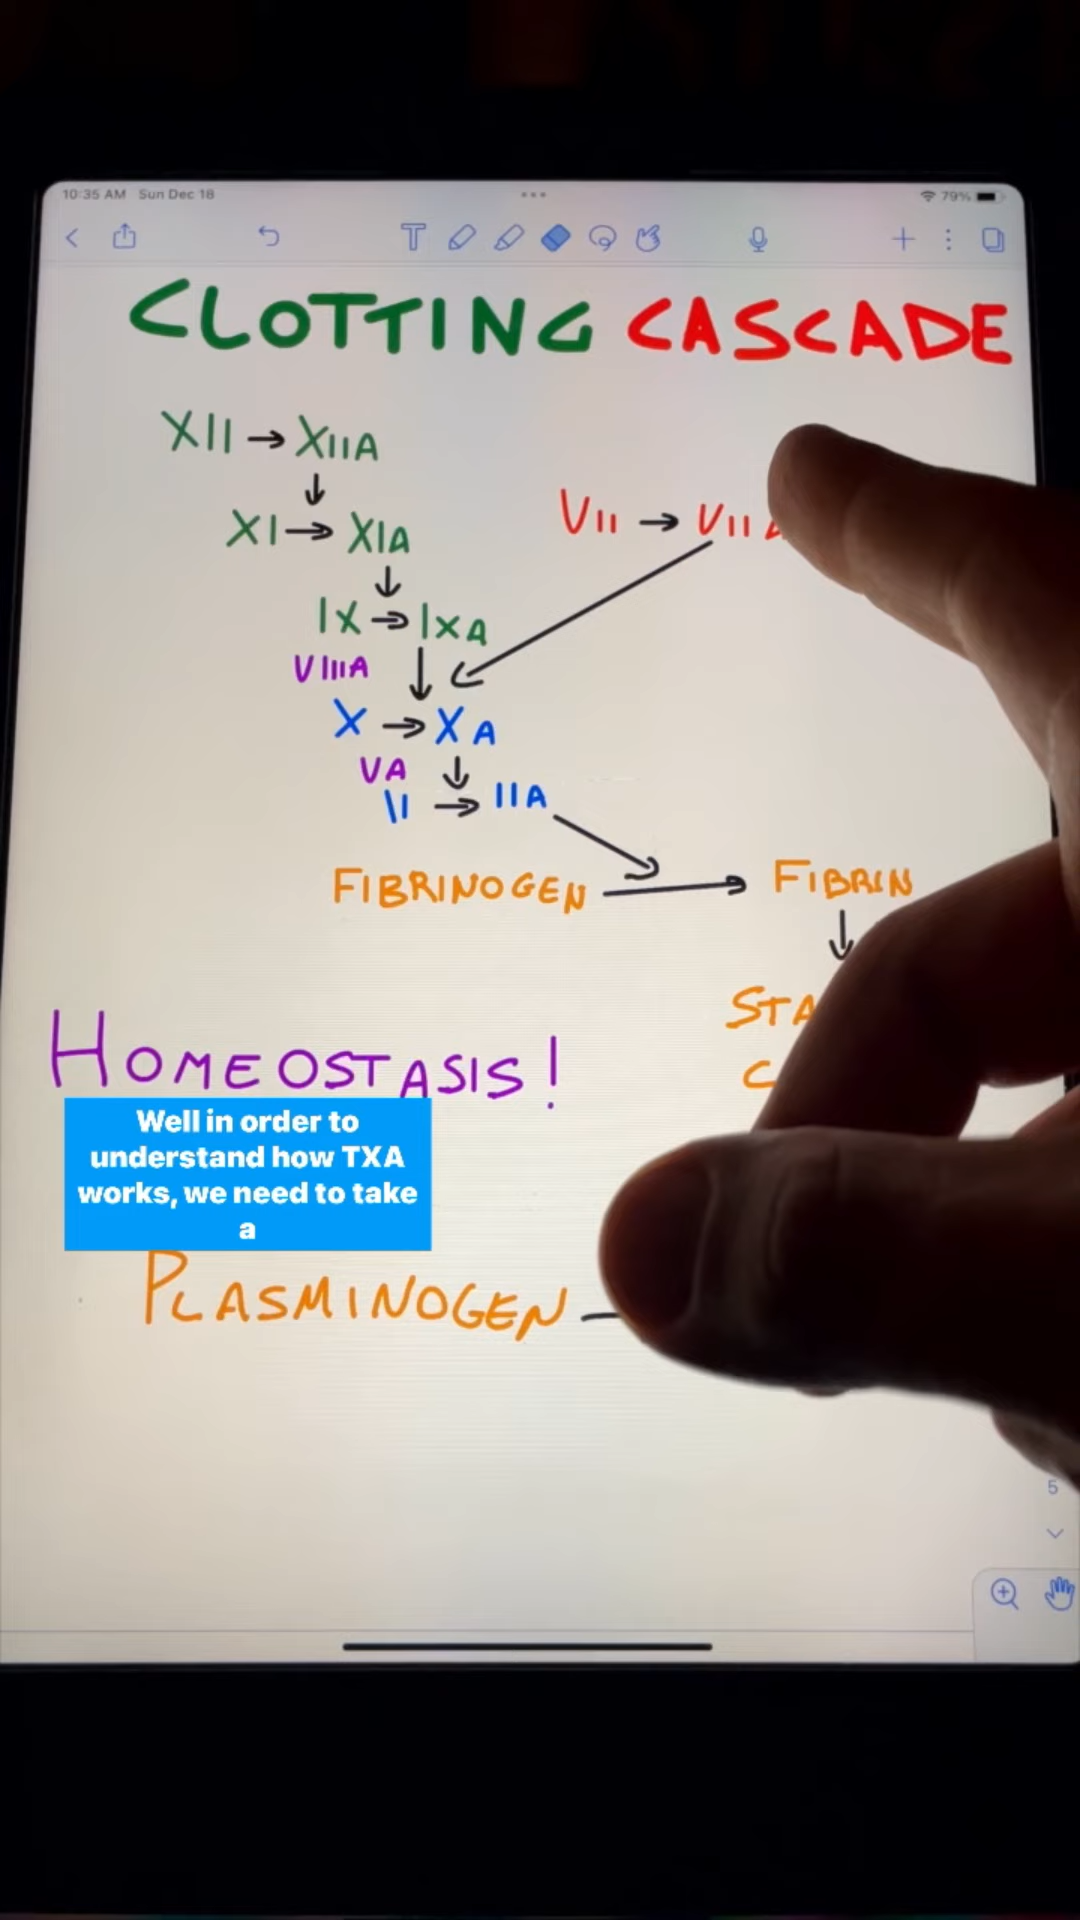 10:35 AM Sun Dec 18
79%
CLOTTING CASCADE
XII → XIIA
↓
VII → VII A
XI → XIA
↓
IX → IXA
VIIIA ↓
X → XA
VA ↓
II → IIA
FIBRINOGEN → FIBRIN
↓
HOMEOSTASIS!
Well in order to
understand how TXA
works, we need to take
a
PLASMINOGEN
5